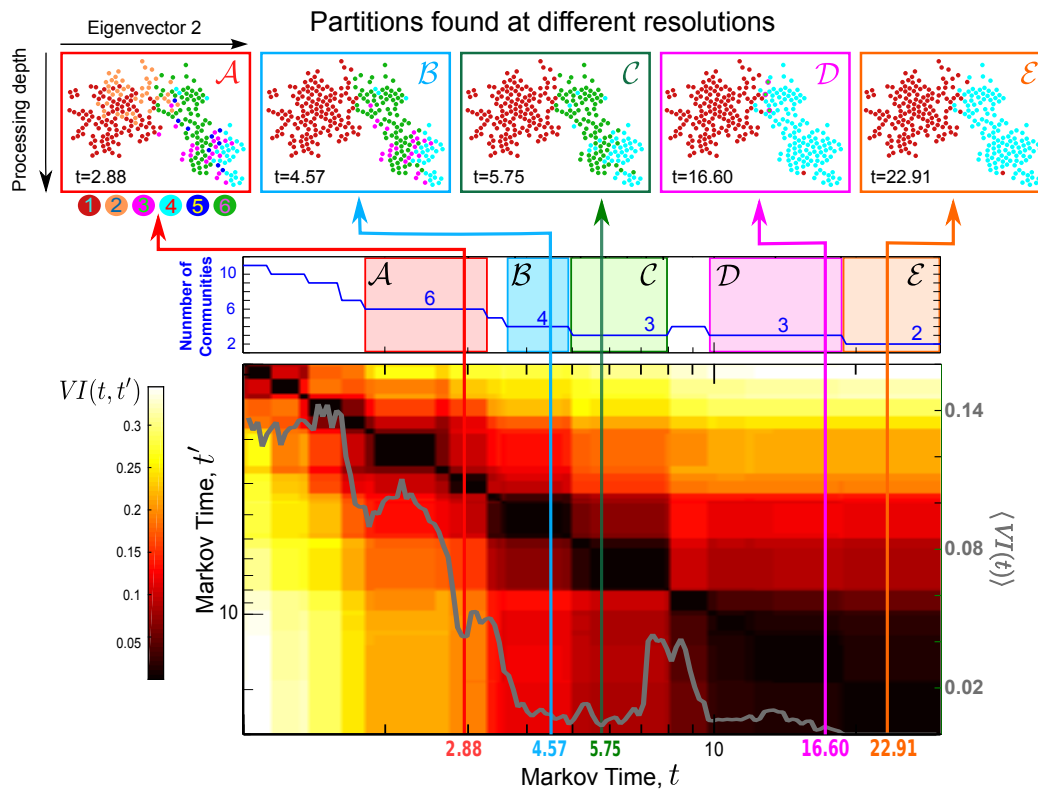 Partitions found at different resolutions
Eigenvector 2
Processing depth
A
t=2.88
B
t=4.57
C
t=5.75
D
t=16.60
E
t=22.91
1 2 3 4 5 6
Nunmber of
Communities
10
6
2
A
6
B
4
C
3
D
3
E
2
VI(t, t′)
0.3
0.25
0.2
0.15
0.1
0.05
Markov Time, t′
10
0.14
0.08
0.02
⟨VI(t)⟩
2.88 4.57 5.75 10 16.60 22.91
Markov Time, t